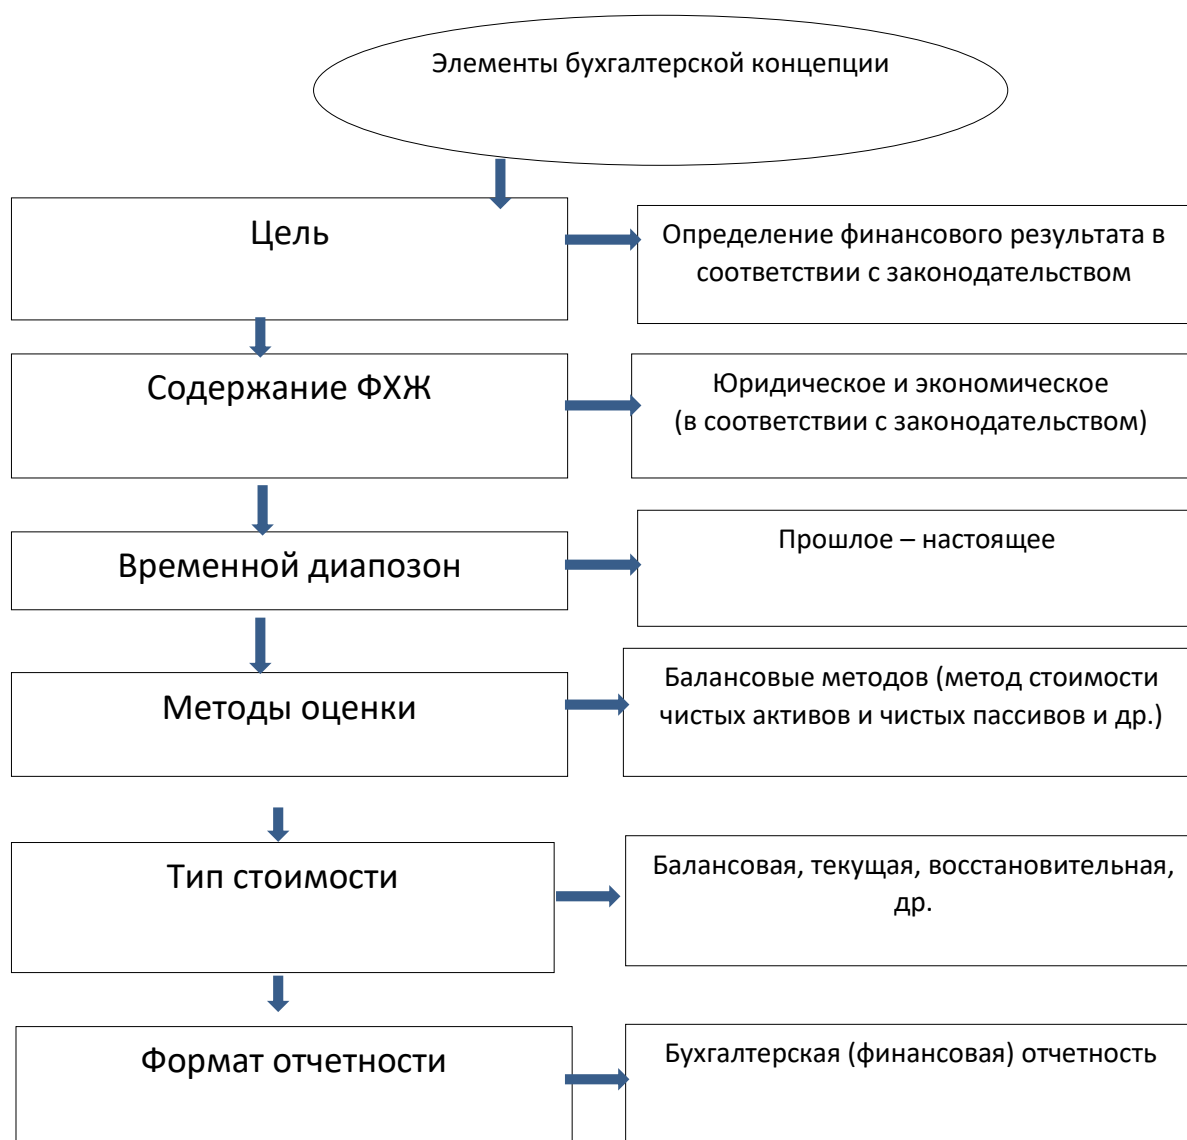 Элементы бухгалтерской концепции
Цель
Определение финансового результата в
соответствии с законодательством
Содержание ФХЖ
Юридическое и экономическое
(в соответствии с законодательством)
Временной диапозон
Прошлое – настоящее
Методы оценки
Балансовые методов (метод стоимости
чистых активов и чистых пассивов и др.)
Тип стоимости
Балансовая, текущая, восстановительная,
др.
Формат отчетности
Бухгалтерская (финансовая) отчетность